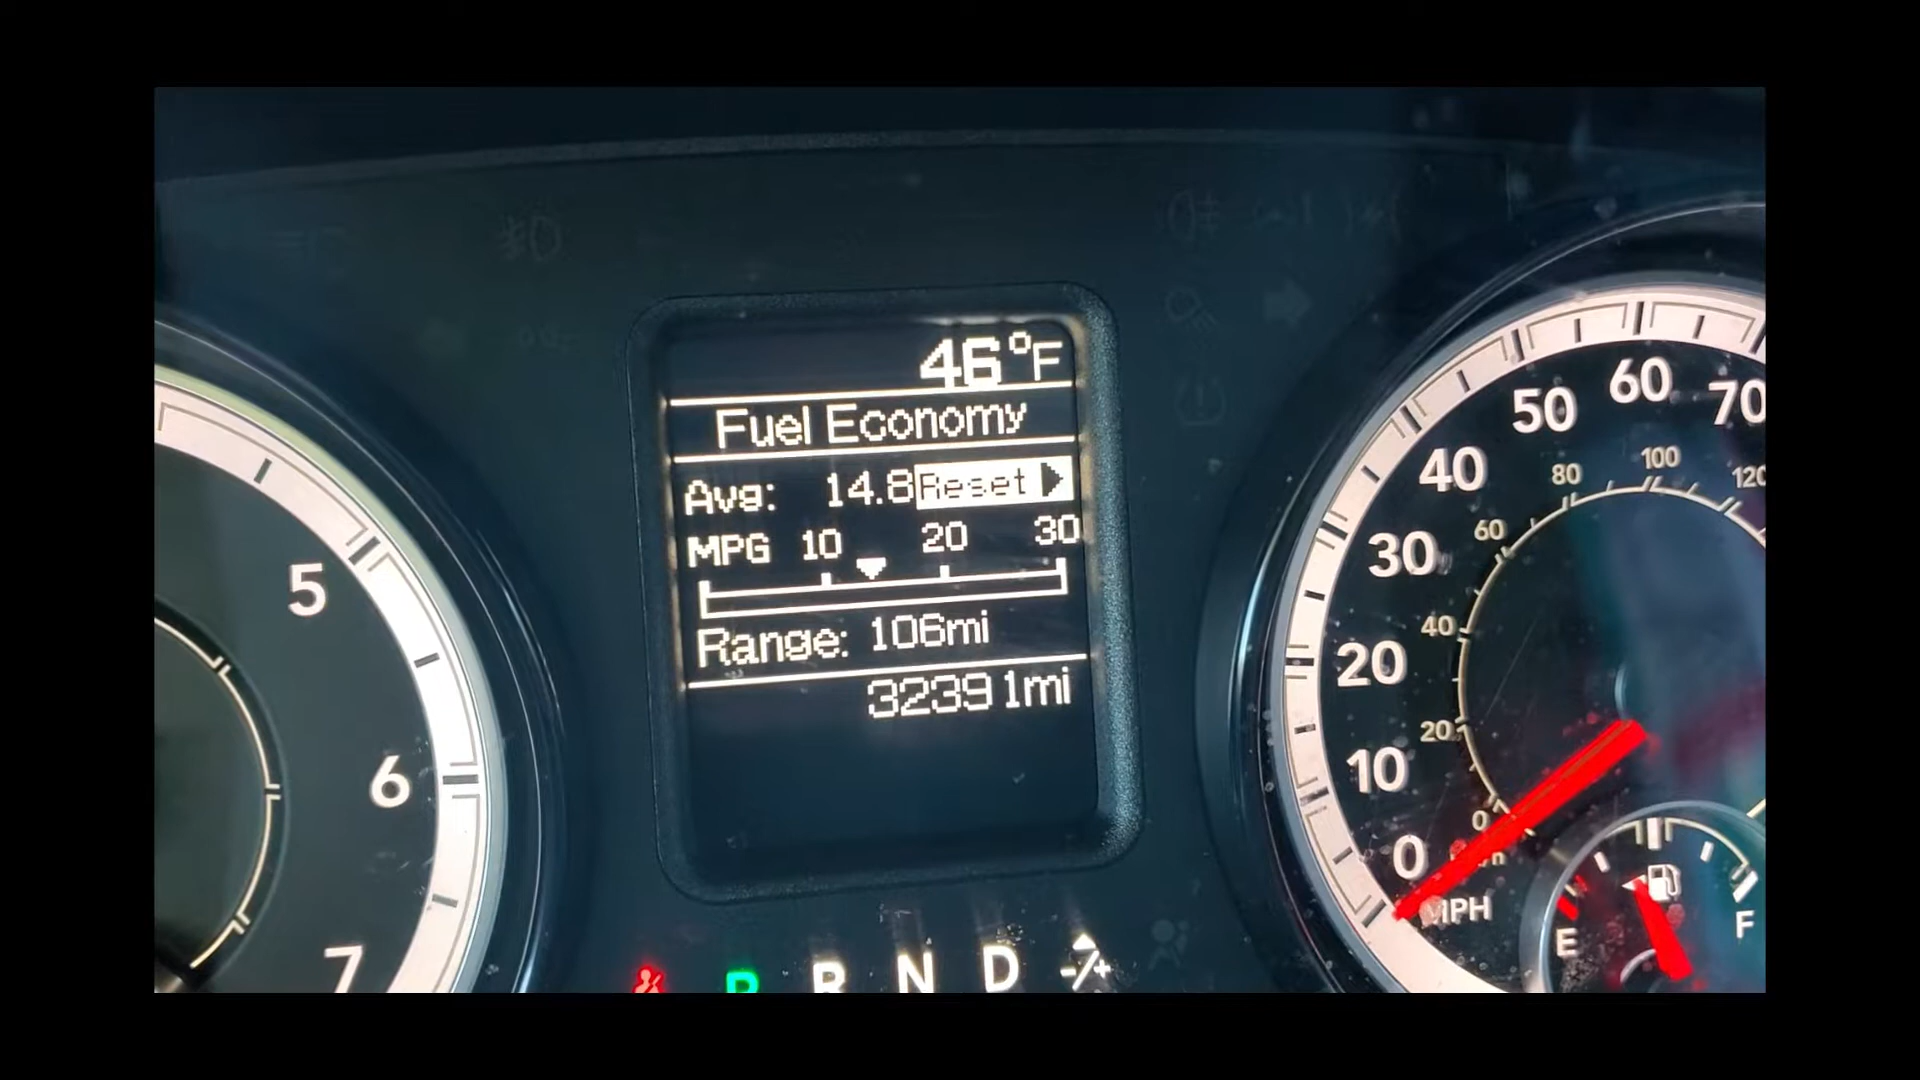 46°F
Fuel Economy
Avg: 14.8 Reset
MPG 10 20 30
Range: 106mi
32391mi
5
6
7
0 10 20 30 40 50 60 70
0 20 40 60 80 100 120
MPH
E F
P R N D -/+